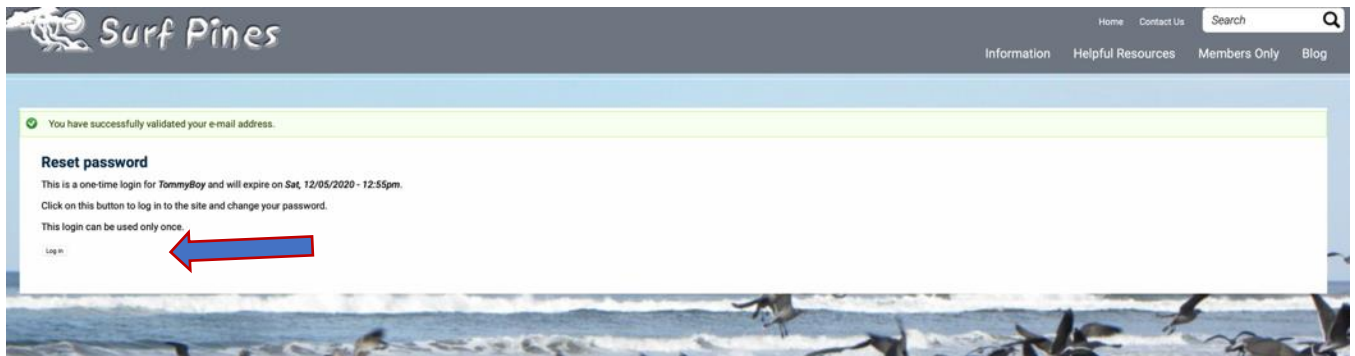 Surf Pines
Home Contact Us Search
Information Helpful Resources Members Only Blog
You have successfully validated your e-mail address.
Reset password
This is a one-time login for TommyBoy and will expire on Sat, 12/05/2020 - 12:55pm.
Click on this button to log in to the site and change your password.
This login can be used only once.
Log in